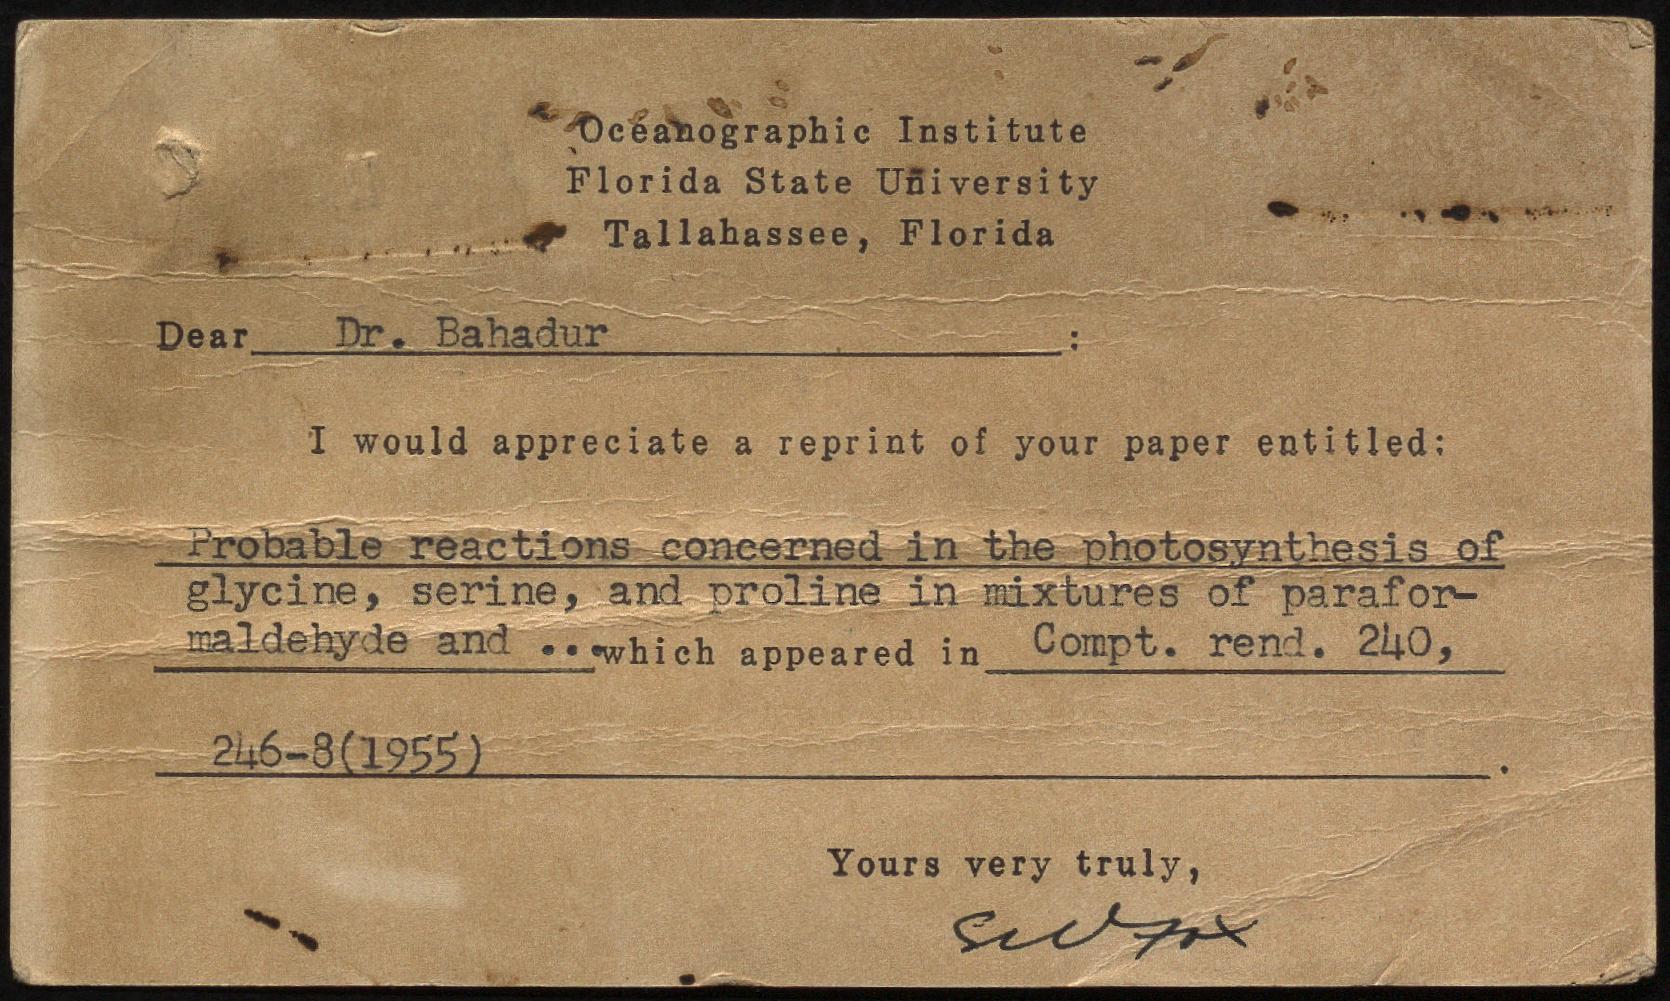 Oceanographic Institute
Florida State University
Tallahassee, Florida
Dear Dr. Bahadur :
I would appreciate a reprint of your paper entitled:
Probable reactions concerned in the photosynthesis of
glycine, serine, and proline in mixtures of parafor-
maldehyde and ... which appeared in Compt. rend. 240,
246-8(1955) .
Yours very truly,
SW Fox